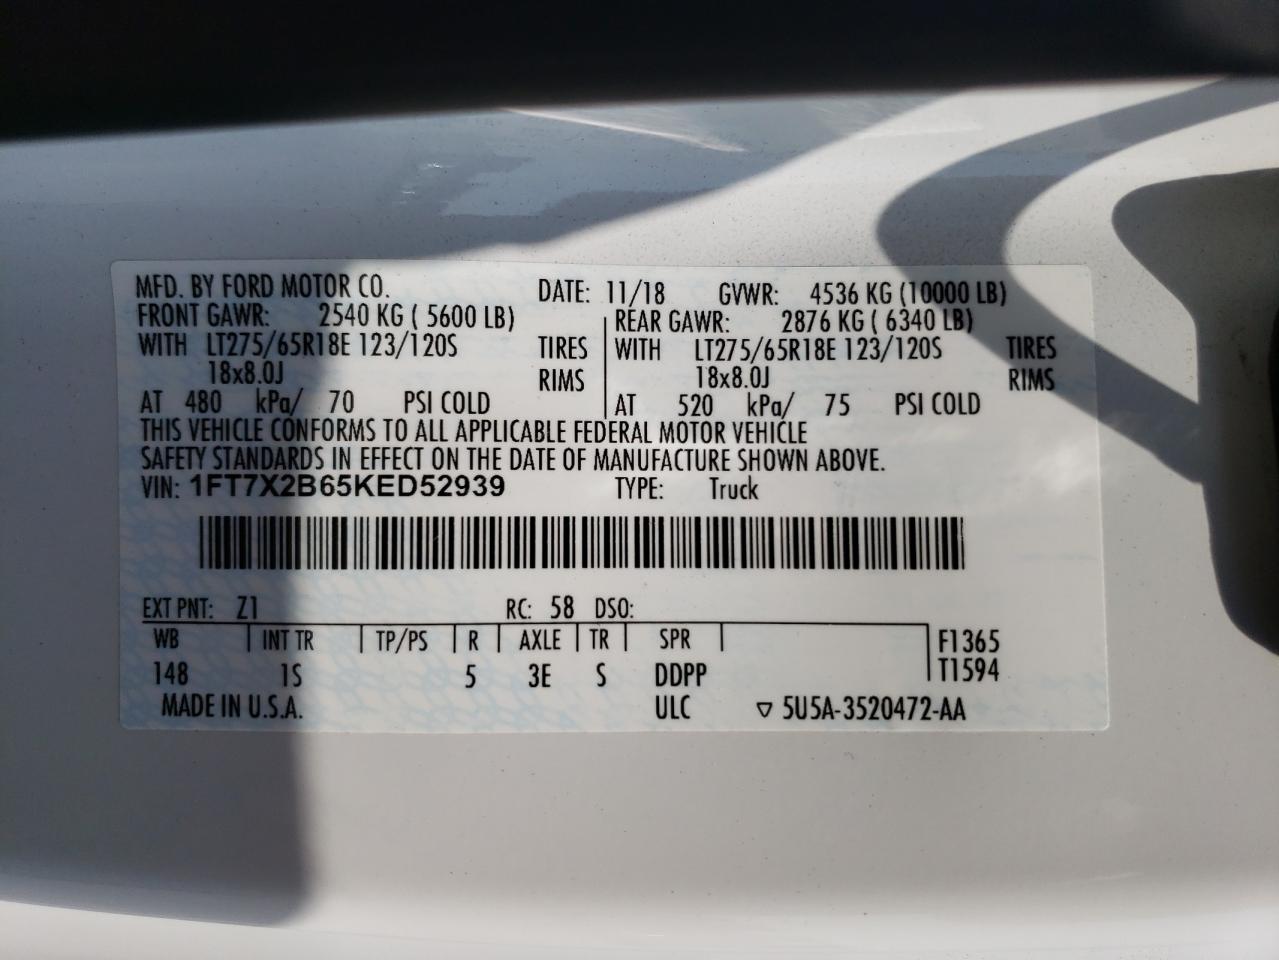 MFD. BY FORD MOTOR CO. DATE: 11/18 GVWR: 4536 KG (10000 LB)
FRONT GAWR: 2540 KG ( 5600 LB) REAR GAWR: 2876 KG ( 6340 LB)
WITH LT275/65R18E 123/120S TIRES WITH LT275/65R18E 123/120S TIRES
18x8.0J RIMS 18x8.0J RIMS
AT 480 kPa/ 70 PSI COLD AT 520 kPa/ 75 PSI COLD
THIS VEHICLE CONFORMS TO ALL APPLICABLE FEDERAL MOTOR VEHICLE
SAFETY STANDARDS IN EFFECT ON THE DATE OF MANUFACTURE SHOWN ABOVE.
VIN: 1FT7X2B65KED52939 TYPE: Truck
EXT PNT: Z1 RC: 58 DSO:
WB INT TR TP/PS R AXLE TR SPR F1365
148 1S 5 3E S DDPP T1594
MADE IN U.S.A. ULC ▽ 5U5A-3520472-AA